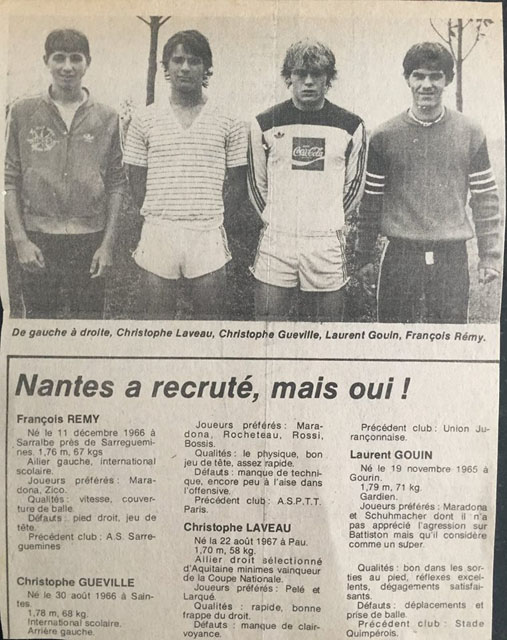 Coca-Cola
De gauche à droite, Christophe Laveau, Christophe Gueville, Laurent Gouin, François Rémy.
Nantes a recruté, mais oui !
François REMY
Né le 11 décembre 1966 à
Sarralbe près de Sarreguemi-
nes. 1,76 m, 67 kgs
Ailier gauche, international
scolaire.
Joueurs préférés : Mara-
dona, Zico.
Qualités : vitesse, couver-
ture de balle.
Défauts : pied droit, jeu de
tête.
Précédent club : A.S. Sarre-
guemines
Christophe GUEVILLE
Né le 30 août 1966 à Sain-
tes.
1,78 m, 68 kg.
International scolaire.
Arrière gauche.
Joueurs préférés : Mara-
dona, Rocheteau, Rossi,
Bossis.
Qualités : le physique, bon
jeu de tête, assez rapide.
Défauts : manque de techni-
que, encore peu à l'aise dans
l'offensive.
Précédent club : A.S.P.T.T.
Paris.
Christophe LAVEAU
Né la 22 août 1967 à Pau.
1,70 m, 58 kg.
Ailier droit sélectionné
d'Aquitaine minimes vainqueur
de la Coupe Nationale.
Joueurs préférés : Pelé et
Larqué.
Qualités : rapide, bonne
frappe du droit.
Défauts : manque de clair-
voyance.
Précédent club : Union Ju-
rançonnaise.
Laurent GOUIN
Né le 19 novembre 1965 à
Gourin.
1,79 m, 71 kg.
Gardien.
Joueurs préférés : Maradona
et Schuhmacher dont il n'a
pas apprécié l'agression sur
Battiston mais qu'il considère
comme un super.
Qualités : bon dans les sor-
ties au pied, réflexes excel-
lents, dégagements satisfai-
sants.
Défauts : déplacements et
prise de balle.
Précédent club : Stade
Quimpérois.